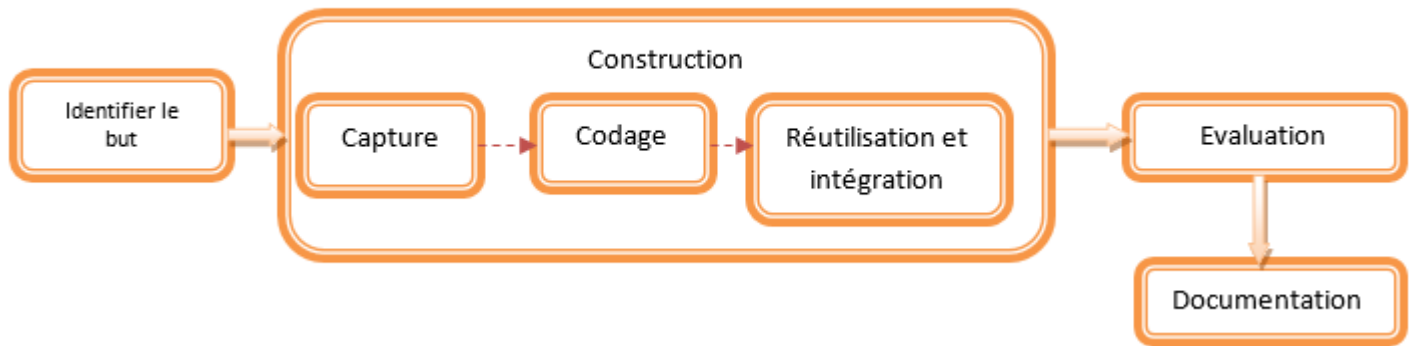 Construction
Identifier le
but
Capture
Codage
Réutilisation et
intégration
Evaluation
Documentation